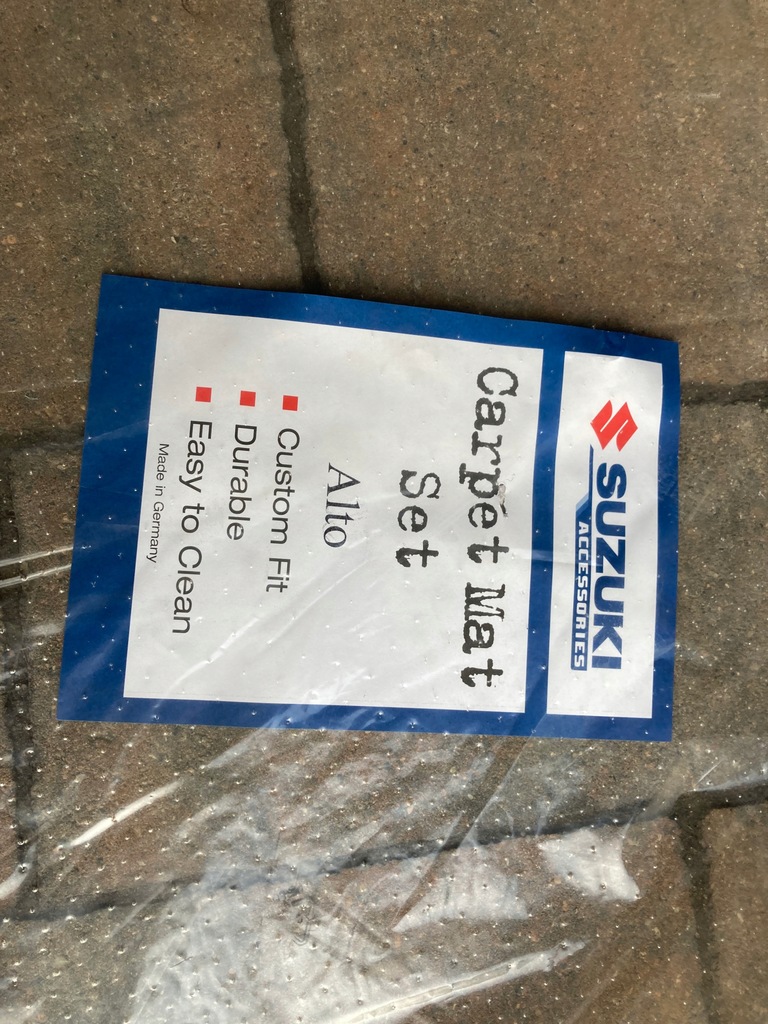 SUZUKI
ACCESSORIES
Carpet Mat
Set
Alto
Custom Fit
Durable
Easy to Clean
Made in Germany